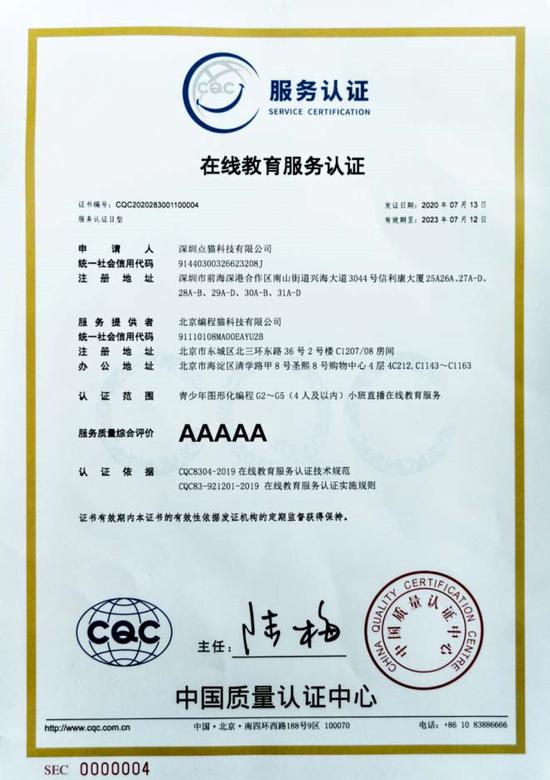 CQC
服务认证
SERVICE CERTIFICATION
在线教育服务认证
证书编号：CQC2020283001100004
发证日期：2020 年 07 月 13 日
服务认证 II 型
有效期至：2023 年 07 月 12 日
申请人 深圳点猫科技有限公司
统一社会信用代码 91440300326623208J
注册地址 深圳市前海深港合作区南山街道兴海大道 3044 号信利康大厦 25A26A、27A-D、
28A-B、29A-D、30A-B、31A-D
服务提供者 北京编程猫科技有限公司
统一社会信用代码 91110108MA00EAYU2B
注册地址 北京市东城区北三环东路 36 号 2 号楼 C1207/08 房间
办公地址 北京市海淀区清学路甲 8 号圣熙 8 号购物中心 4 层 4C212,C1143～C1163
认证范围 青少年图形化编程 G2～G5（4 人及以内）小班直播在线教育服务
服务质量综合评价 AAAAA
认证依据 CQC8304-2019 在线教育服务认证技术规范
CQC83-921201-2019 在线教育服务认证实施规则
证书有效期内本证书的有效性依据发证机构的定期监督获得保持。
CQC
主任：陆梅
CHINA QUALITY CERTIFICATION CENTRE
中国质量认证中心
中国质量认证中心
http://www.cqc.com.cn
中国·北京·南四环西路188号9区 100070
电话：+86 10 83886666
SEC 0000004